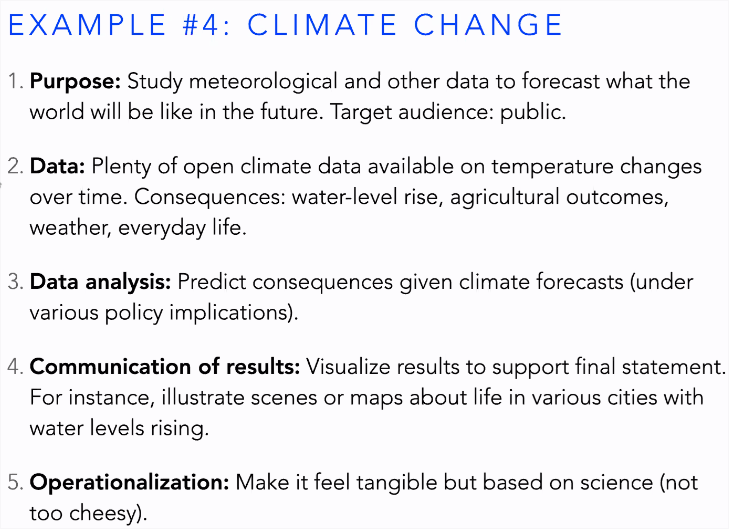 EXAMPLE #4: CLIMATE CHANGE
1. Purpose: Study meteorological and other data to forecast what the
world will be like in the future. Target audience: public.
2. Data: Plenty of open climate data available on temperature changes
over time. Consequences: water-level rise, agricultural outcomes,
weather, everyday life.
3. Data analysis: Predict consequences given climate forecasts (under
various policy implications).
4. Communication of results: Visualize results to support final statement.
For instance, illustrate scenes or maps about life in various cities with
water levels rising.
5. Operationalization: Make it feel tangible but based on science (not
too cheesy).